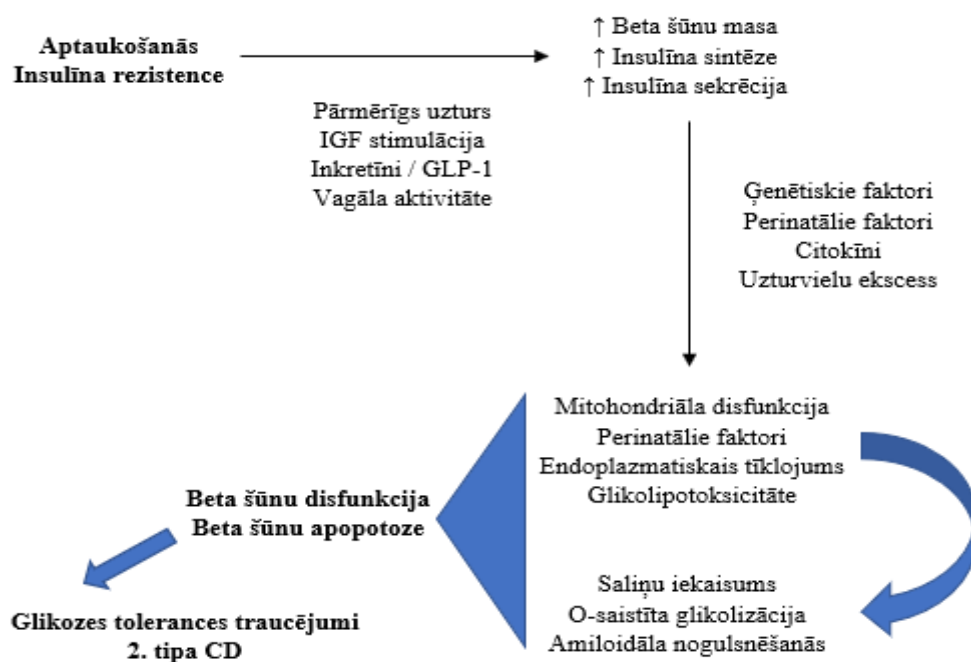 Aptaukošanās
Insulīna rezistence
↑ Beta šūnu masa
↑ Insulīna sintēze
↑ Insulīna sekrēcija
Pārmērīgs uzturs
IGF stimulācija
Inkretīni / GLP-1
Vagāla aktivitāte
Ģenētiskie faktori
Perinatālie faktori
Citokīni
Uzturvielu ekscess
Mitohondriāla disfunkcija
Perinatālie faktori
Endoplazmatiskais tīklojums
Glikolipotoksicitāte
Beta šūnu disfunkcija
Beta šūnu apopotoze
Saliņu iekaisums
O-saistīta glikolizācija
Amiloidāla nogulsnēšanās
Glikozes tolerances traucējumi
2. tipa CD